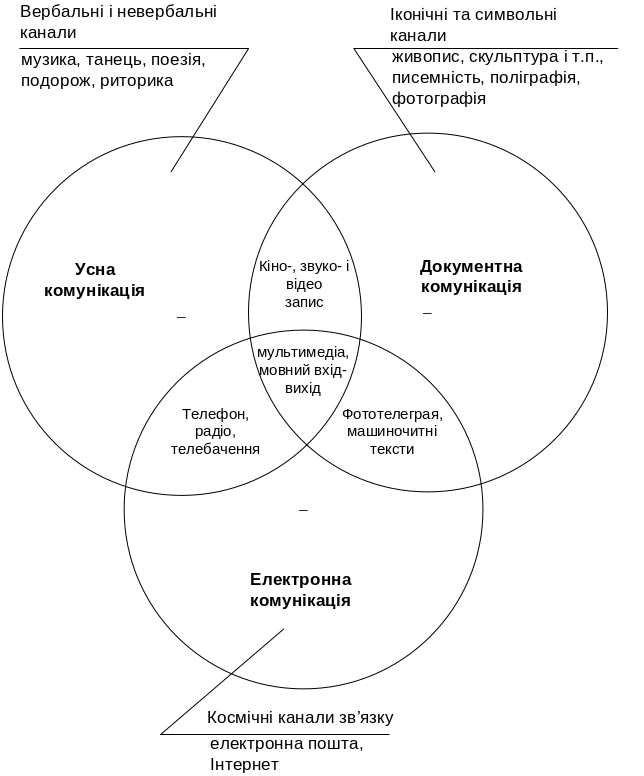 Вербальні і невербальні
канали
музика, танець, поезія,
подорож, риторика
Іконічні та символьні
канали
живопис, скульптура і т.п.,
писемність, поліграфія,
фотографія
Усна
комунікація
–
Кіно-, звуко- і
відео
запис
Документна
комунікація
–
мультимедіа,
мовний вхід-
вихід
Телефон,
радіо,
телебачення
Фототелеграя,
машиночитні
тексти
–
Електронна
комунікація
Космічні канали зв’язку
електронна пошта,
Інтернет